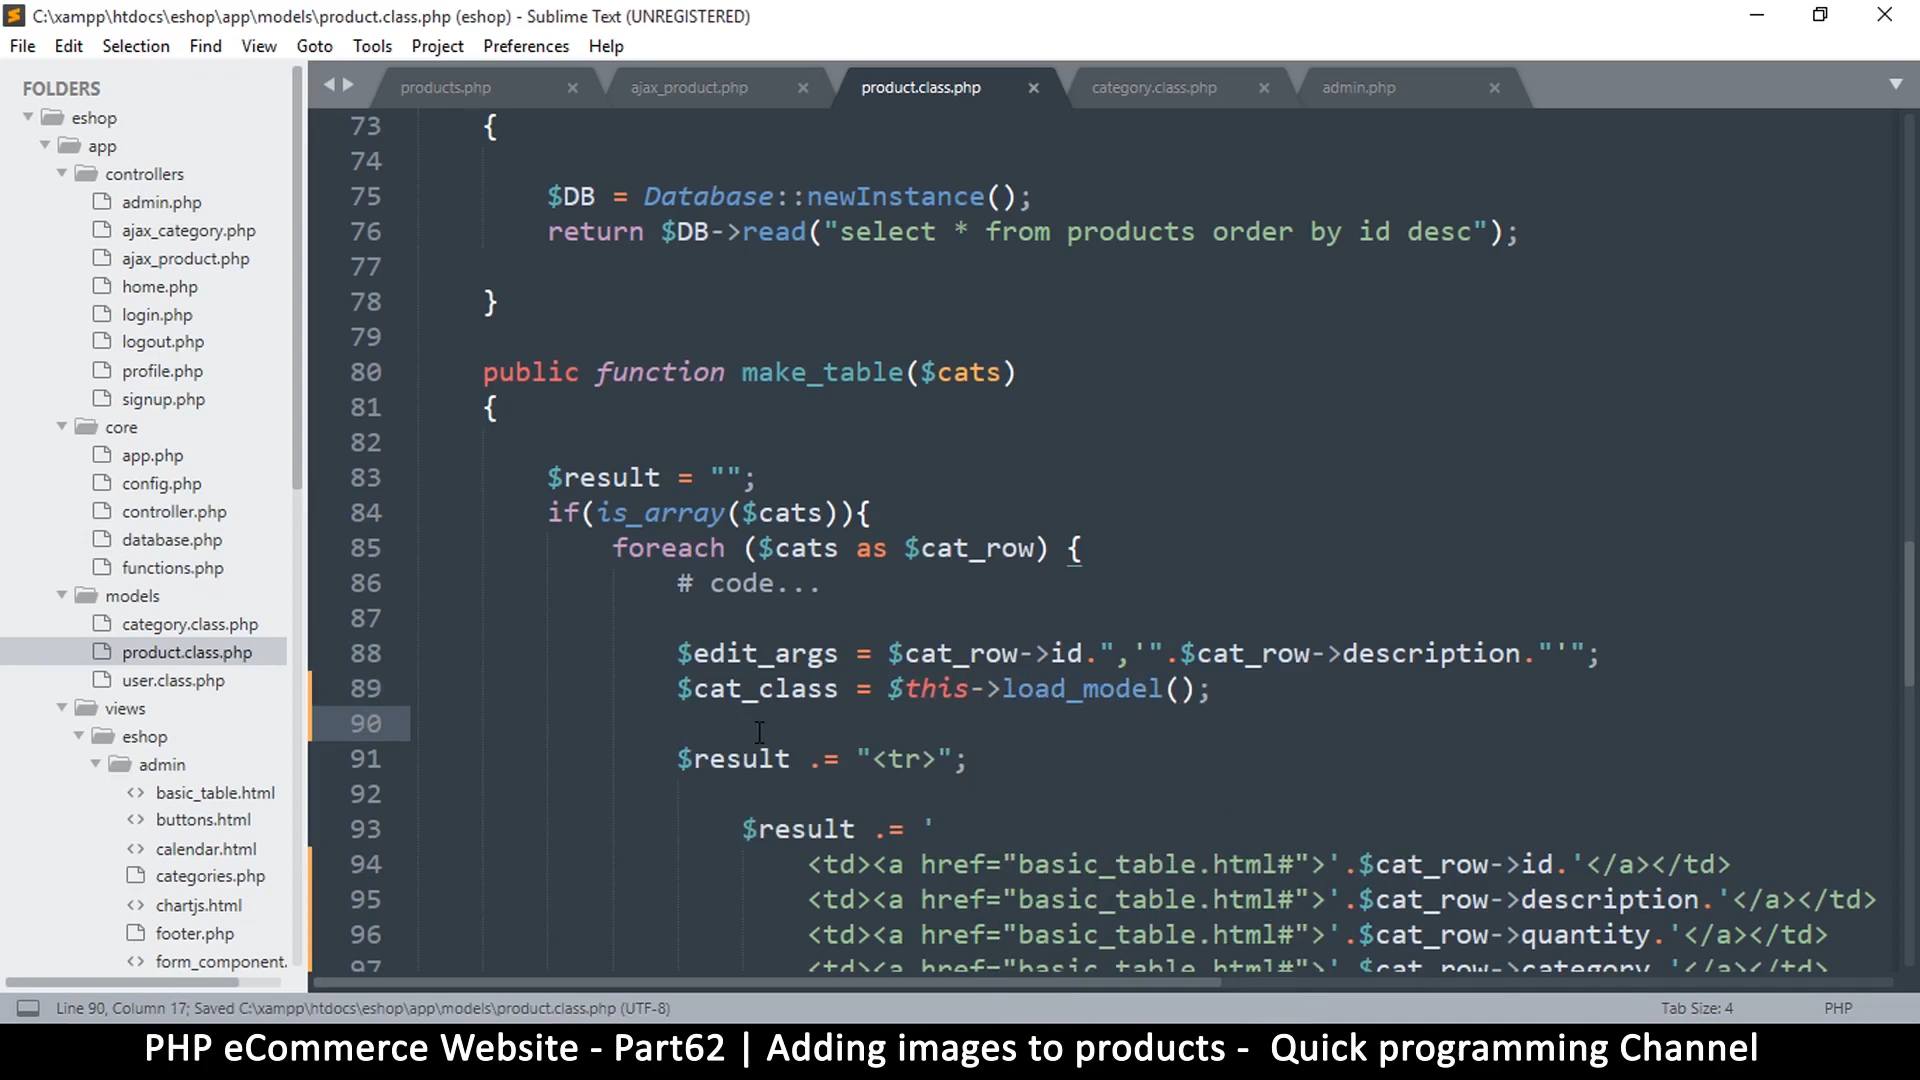 C:\xampp\htdocs\eshop\app\models\product.class.php (eshop) - Sublime Text (UNREGISTERED)
File Edit Selection Find View Goto Tools Project Preferences Help
FOLDERS
eshop
app
controllers
admin.php
ajax_category.php
ajax_product.php
home.php
login.php
logout.php
profile.php
signup.php
core
app.php
config.php
controller.php
database.php
functions.php
models
category.class.php
product.class.php
user.class.php
views
eshop
admin
basic_table.html
buttons.html
calendar.html
categories.php
chartjs.html
footer.php
form_component.
products.php ajax_product.php product.class.php category.class.php admin.php
73 {
74
75 $DB = Database::newInstance();
76 return $DB->read("select * from products order by id desc");
77
78 }
79
80 public function make_table($cats)
81 {
82
83 $result = "";
84 if(is_array($cats)){
85 foreach ($cats as $cat_row) {
86 # code...
87
88 $edit_args = $cat_row->id.",'".$cat_row->description."'";
89 $cat_class = $this->load_model();
90
91 $result .= "<tr>";
92
93 $result .= '
94 <td><a href="basic_table.html#">'.$cat_row->id.'</a></td>
95 <td><a href="basic_table.html#">'.$cat_row->description.'</a></td>
96 <td><a href="basic_table.html#">'.$cat_row->quantity.'</a></td>
97 <td><a href="basic_table.html#">'.$cat_row->category.'</a></td>
Line 90, Column 17; Saved C:\xampp\htdocs\eshop\app\models\product.class.php (UTF-8) Tab Size: 4 PHP
PHP eCommerce Website - Part62 | Adding images to products - Quick programming Channel